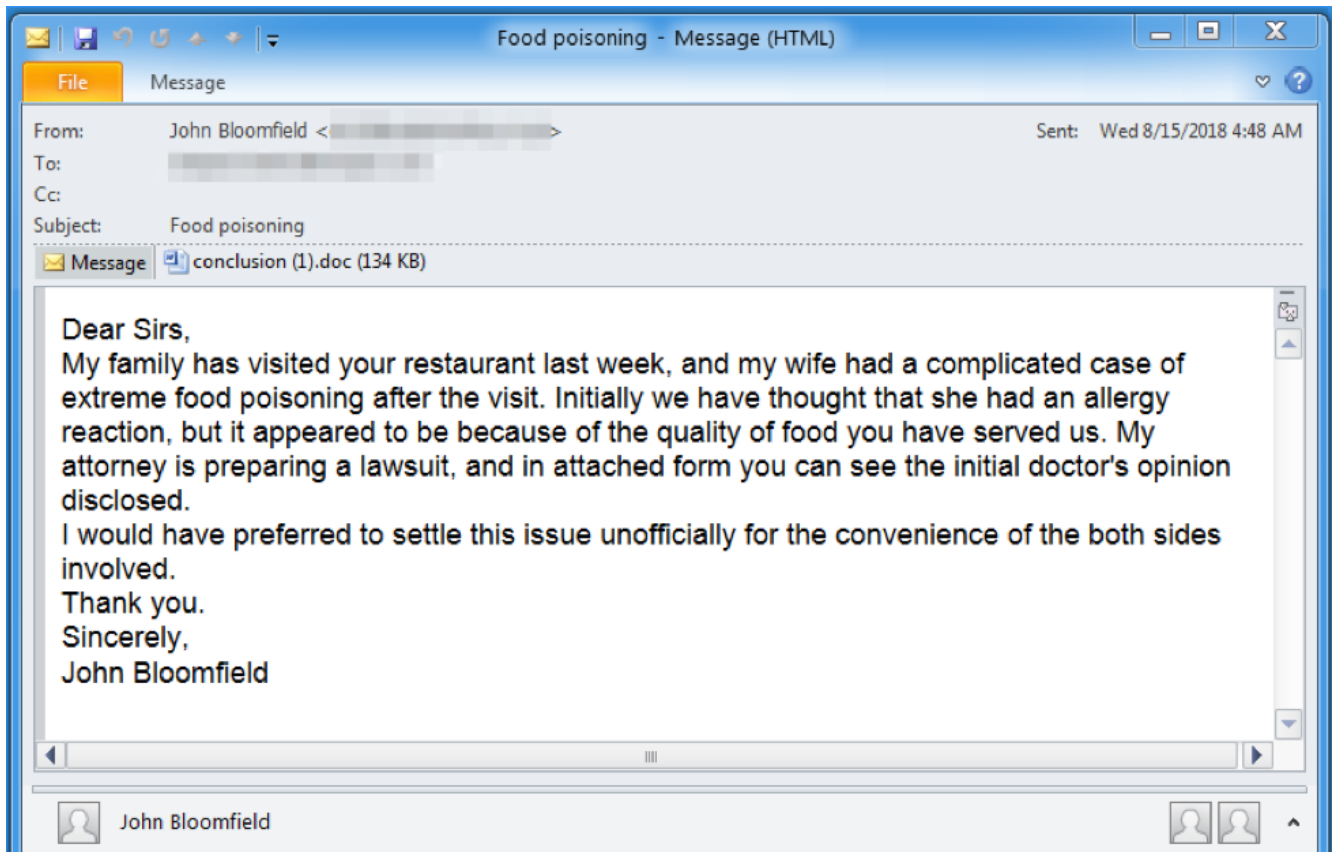 Food poisoning - Message (HTML)
File Message
From: John Bloomfield < >
Sent: Wed 8/15/2018 4:48 AM
To:
Cc:
Subject: Food poisoning
Message conclusion (1).doc (134 KB)
Dear Sirs,
My family has visited your restaurant last week, and my wife had a complicated case of
extreme food poisoning after the visit. Initially we have thought that she had an allergy
reaction, but it appeared to be because of the quality of food you have served us. My
attorney is preparing a lawsuit, and in attached form you can see the initial doctor's opinion
disclosed.
I would have preferred to settle this issue unofficially for the convenience of the both sides
involved.
Thank you.
Sincerely,
John Bloomfield
John Bloomfield